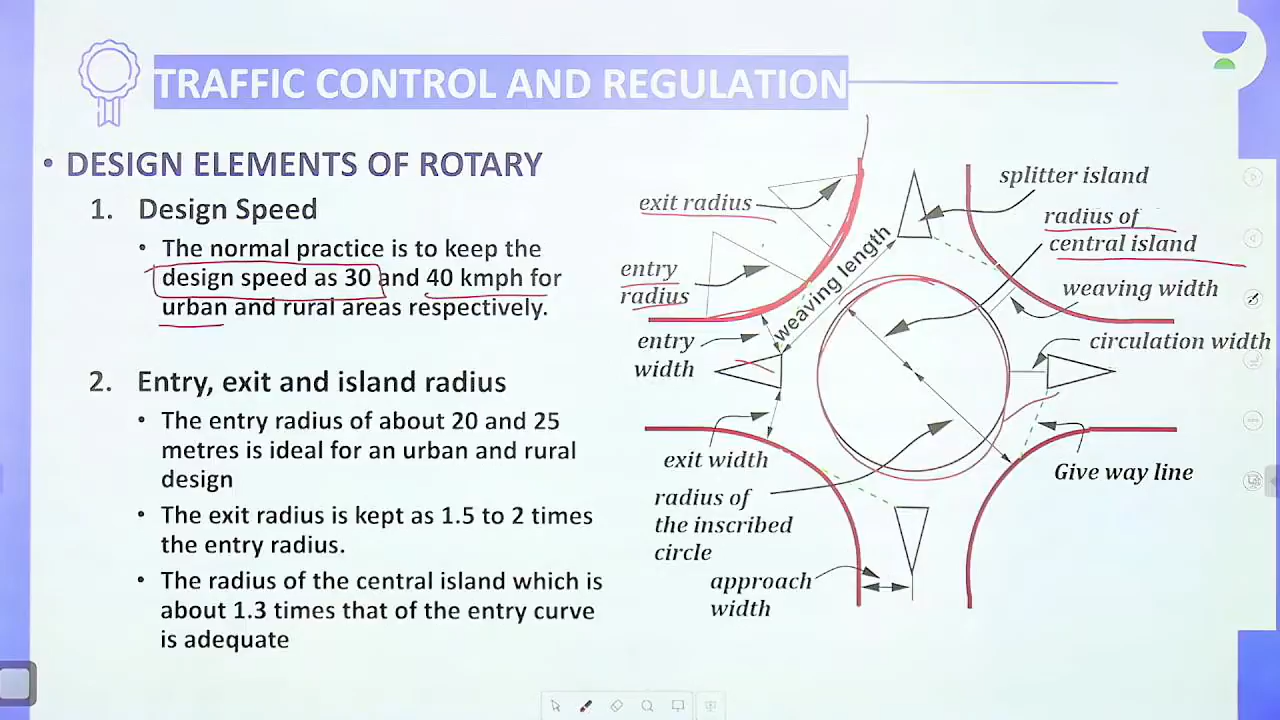 TRAFFIC CONTROL AND REGULATION
• DESIGN ELEMENTS OF ROTARY
1. Design Speed
• The normal practice is to keep the
design speed as 30 and 40 kmph for
urban and rural areas respectively.
2. Entry, exit and island radius
• The entry radius of about 20 and 25
metres is ideal for an urban and rural
design
• The exit radius is kept as 1.5 to 2 times
the entry radius.
• The radius of the central island which is
about 1.3 times that of the entry curve
is adequate
splitter island
exit radius
radius of
central island
entry
radius
weaving length
weaving width
entry
width
circulation width
exit width
Give way line
radius of
the inscribed
circle
approach
width